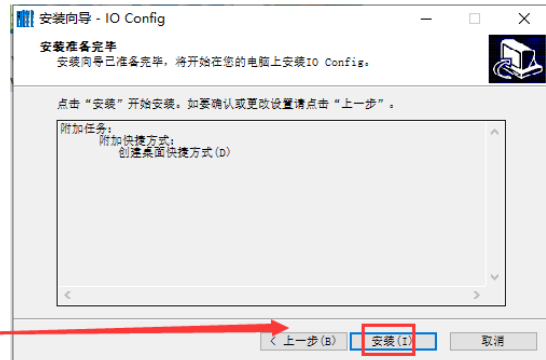 安装向导 - IO Config
安装准备完毕
安装向导已准备完毕，将开始在您的电脑上安装IO Config。
点击“安装”开始安装。如要确认或更改设置请点击“上一步”。
附加任务:
附加快捷方式:
创建桌面快捷方式(D)
< 上一步(B)
安装(I)
取消